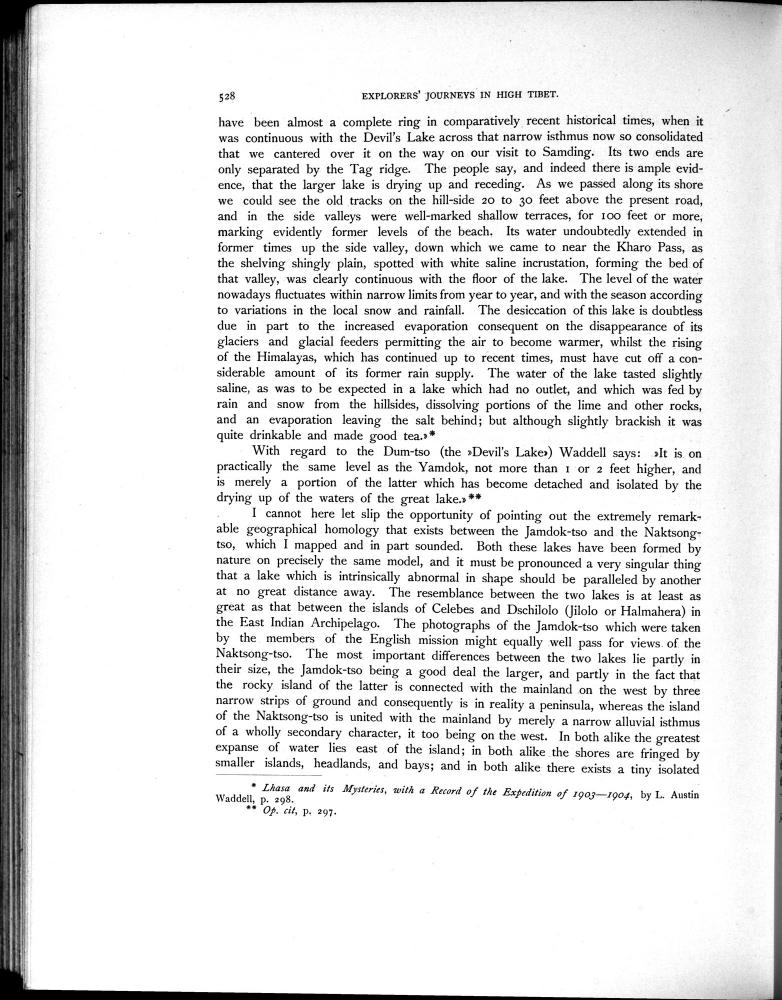 528 EXPLORERS' JOURNEYS IN HIGH TIBET.
have been almost a complete ring in comparatively recent historical times, when it
was continuous with the Devil's Lake across that narrow isthmus now so consolidated
that we cantered over it on the way on our visit to Samding. Its two ends are
only separated by the Tag ridge. The people say, and indeed there is ample evid-
ence, that the larger lake is drying up and receding. As we passed along its shore
we could see the old tracks on the hill-side 20 to 30 feet above the present road,
and in the side valleys were well-marked shallow terraces, for 100 feet or more,
marking evidently former levels of the beach. Its water undoubtedly extended in
former times up the side valley, down which we came to near the Kharo Pass, as
the shelving shingly plain, spotted with white saline incrustation, forming the bed of
that valley, was clearly continuous with the floor of the lake. The level of the water
nowadays fluctuates within narrow limits from year to year, and with the season according
to variations in the local snow and rainfall. The desiccation of this lake is doubtless
due in part to the increased evaporation consequent on the disappearance of its
glaciers and glacial feeders permitting the air to become warmer, whilst the rising
of the Himalayas, which has continued up to recent times, must have cut off a con-
siderable amount of its former rain supply. The water of the lake tasted slightly
saline, as was to be expected in a lake which had no outlet, and which was fed by
rain and snow from the hillsides, dissolving portions of the lime and other rocks,
and an evaporation leaving the salt behind; but although slightly brackish it was
quite drinkable and made good tea.»*
With regard to the Dum-tso (the »Devil's Lake») Waddell says: »It is on
practically the same level as the Yamdok, not more than 1 or 2 feet higher, and
is merely a portion of the latter which has become detached and isolated by the
drying up of the waters of the great lake.» **
I cannot here let slip the opportunity of pointing out the extremely remark-
able geographical homology that exists between the Jamdok-tso and the Naktsong-
tso, which I mapped and in part sounded. Both these lakes have been formed by
nature on precisely the same model, and it must be pronounced a very singular thing
that a lake which is intrinsically abnormal in shape should be paralleled by another
at no great distance away. The resemblance between the two lakes is at least as
great as that between the islands of Celebes and Dschilolo (Jilolo or Halmahera) in
the East Indian Archipelago. The photographs of the Jamdok-tso which were taken
by the members of the English mission might equally well pass for views of the
Naktsong-tso. The most important differences between the two lakes lie partly in
their size, the Jamdok-tso being a good deal the larger, and partly in the fact that
the rocky island of the latter is connected with the mainland on the west by three
narrow strips of ground and consequently is in reality a peninsula, whereas the island
of the Naktsong-tso is united with the mainland by merely a narrow alluvial isthmus
of a wholly secondary character, it too being on the west. In both alike the greatest
expanse of water lies east of the island; in both alike the shores are fringed by
smaller islands, headlands, and bays; and in both alike there exists a tiny isolated
* Lhasa and its Mysteries, with a Record of the Expedition of 1903—1904, by L. Austin
Waddell, p. 298.
** Op. cit, p. 297.